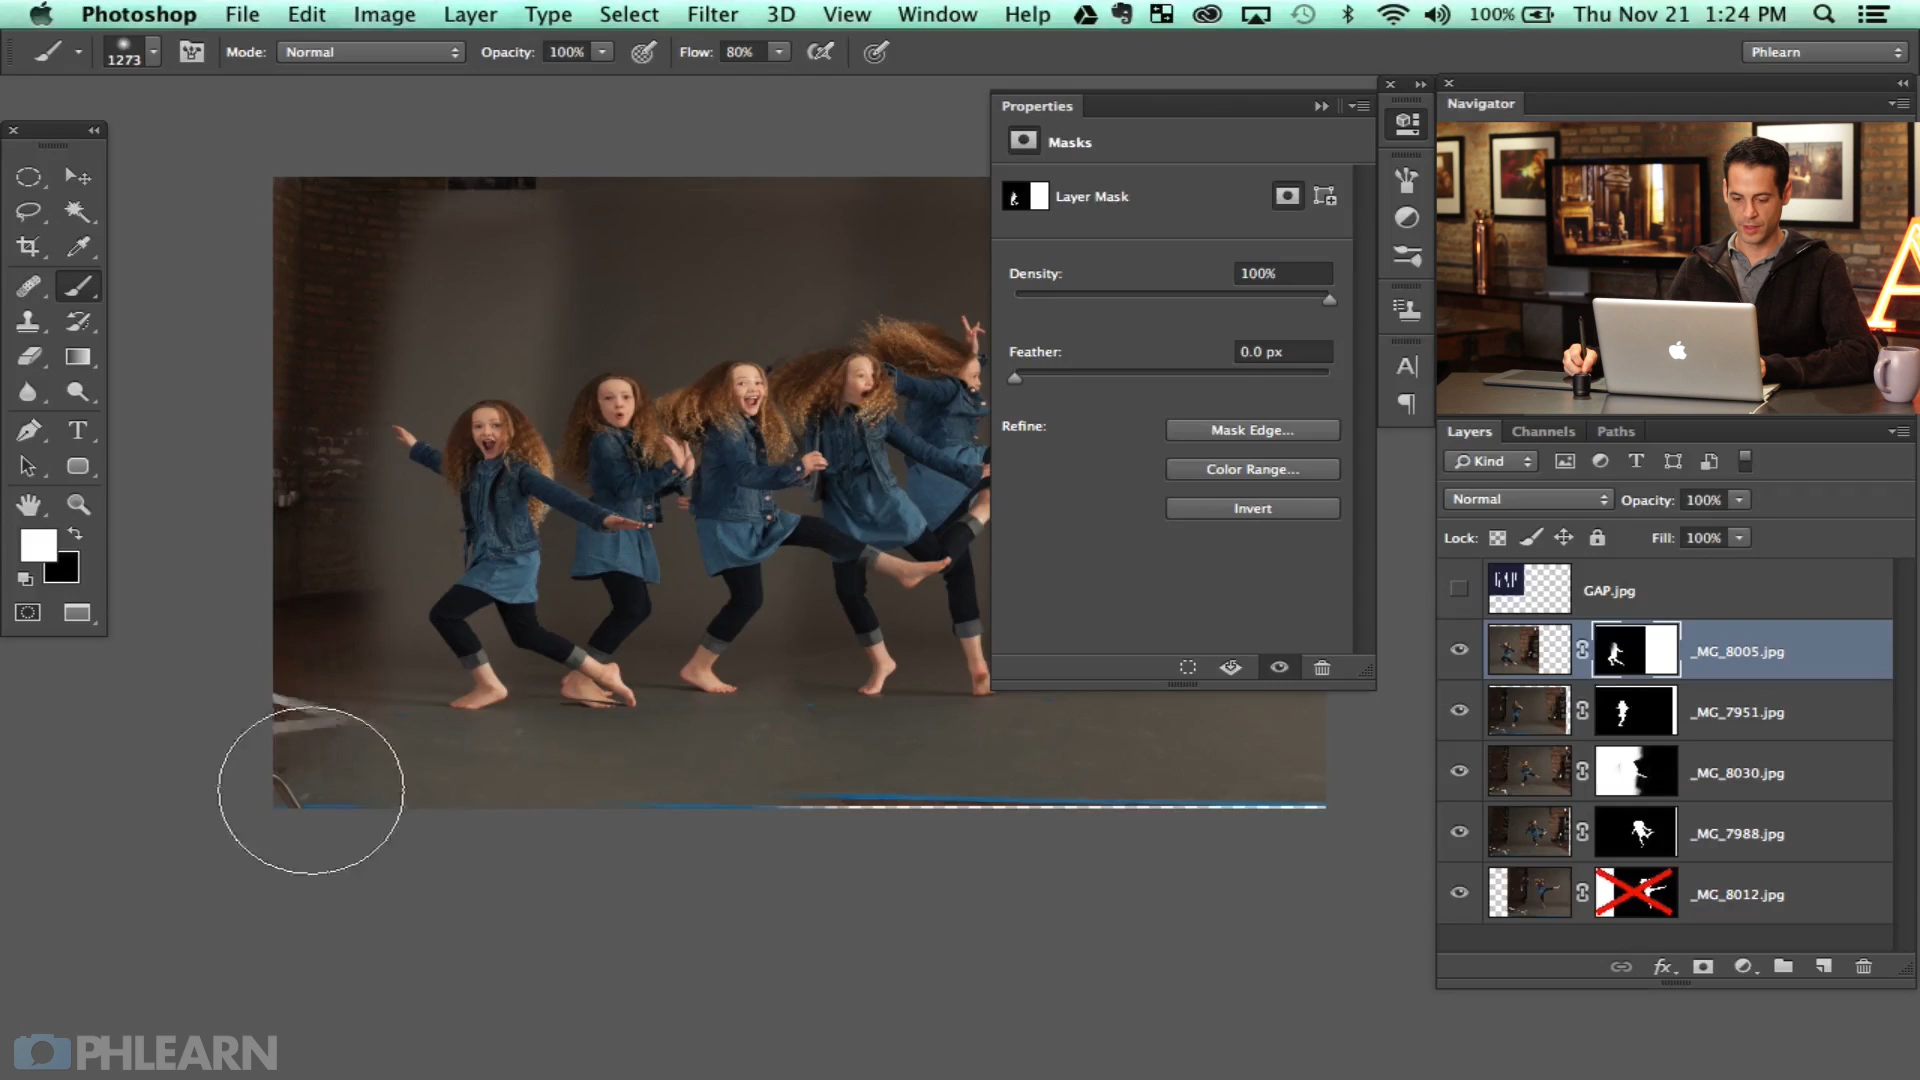 Photoshop File Edit Image Layer Type Select Filter 3D View Window Help 100% Thu Nov 21 1:24 PM
1273 Mode: Normal Opacity: 100% Flow: 80% Phlearn
Properties
Masks
Layer Mask
Density: 100%
Feather: 0.0 px
Refine: Mask Edge...
Color Range...
Invert
Navigator
A
Layers Channels Paths
Kind
Normal Opacity: 100%
Lock: Fill: 100%
GAP GAP.jpg
_MG_8005.jpg
_MG_7951.jpg
_MG_8030.jpg
_MG_7988.jpg
_MG_8012.jpg
fx
PHLEARN